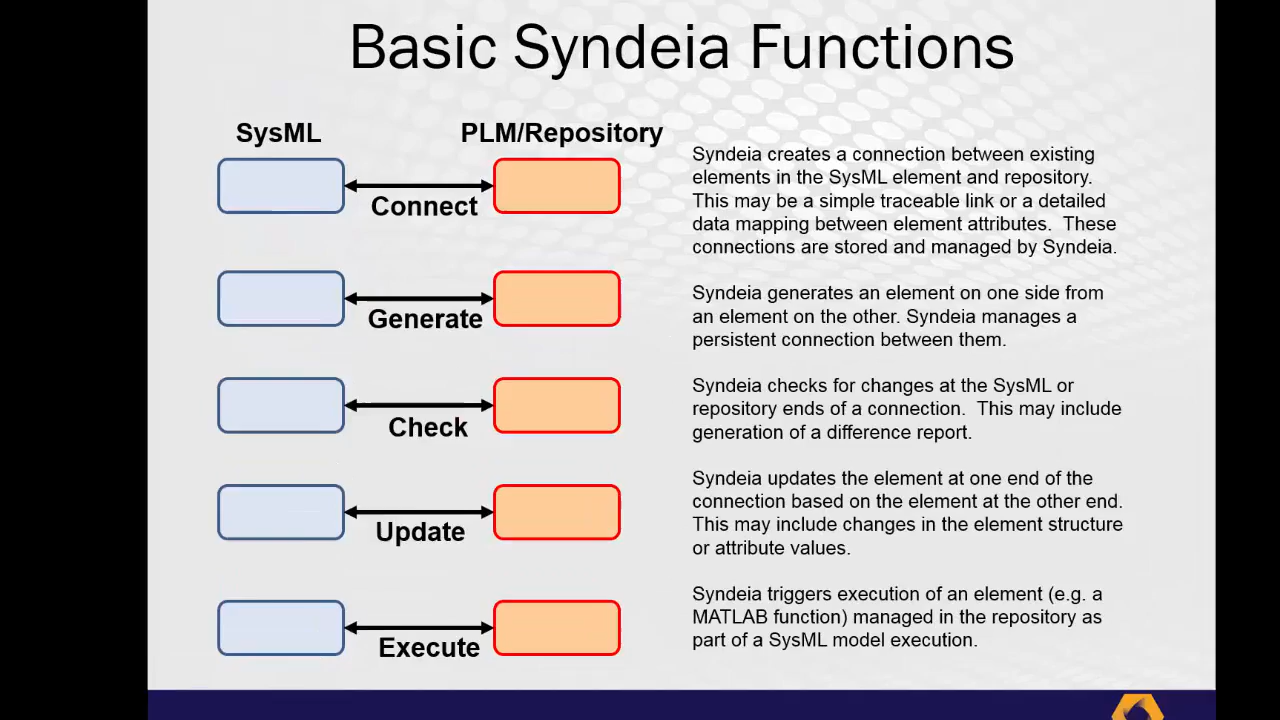 Basic Syndeia Functions
SysML
PLM/Repository
Connect
Syndeia creates a connection between existing
elements in the SysML element and repository.
This may be a simple traceable link or a detailed
data mapping between element attributes.  These
connections are stored and managed by Syndeia.
Generate
Syndeia generates an element on one side from
an element on the other. Syndeia manages a
persistent connection between them.
Check
Syndeia checks for changes at the SysML or
repository ends of a connection.  This may include
generation of a difference report.
Update
Syndeia updates the element at one end of the
connection based on the element at the other end.
This may include changes in the element structure
or attribute values.
Execute
Syndeia triggers execution of an element (e.g. a
MATLAB function) managed in the repository as
part of a SysML model execution.